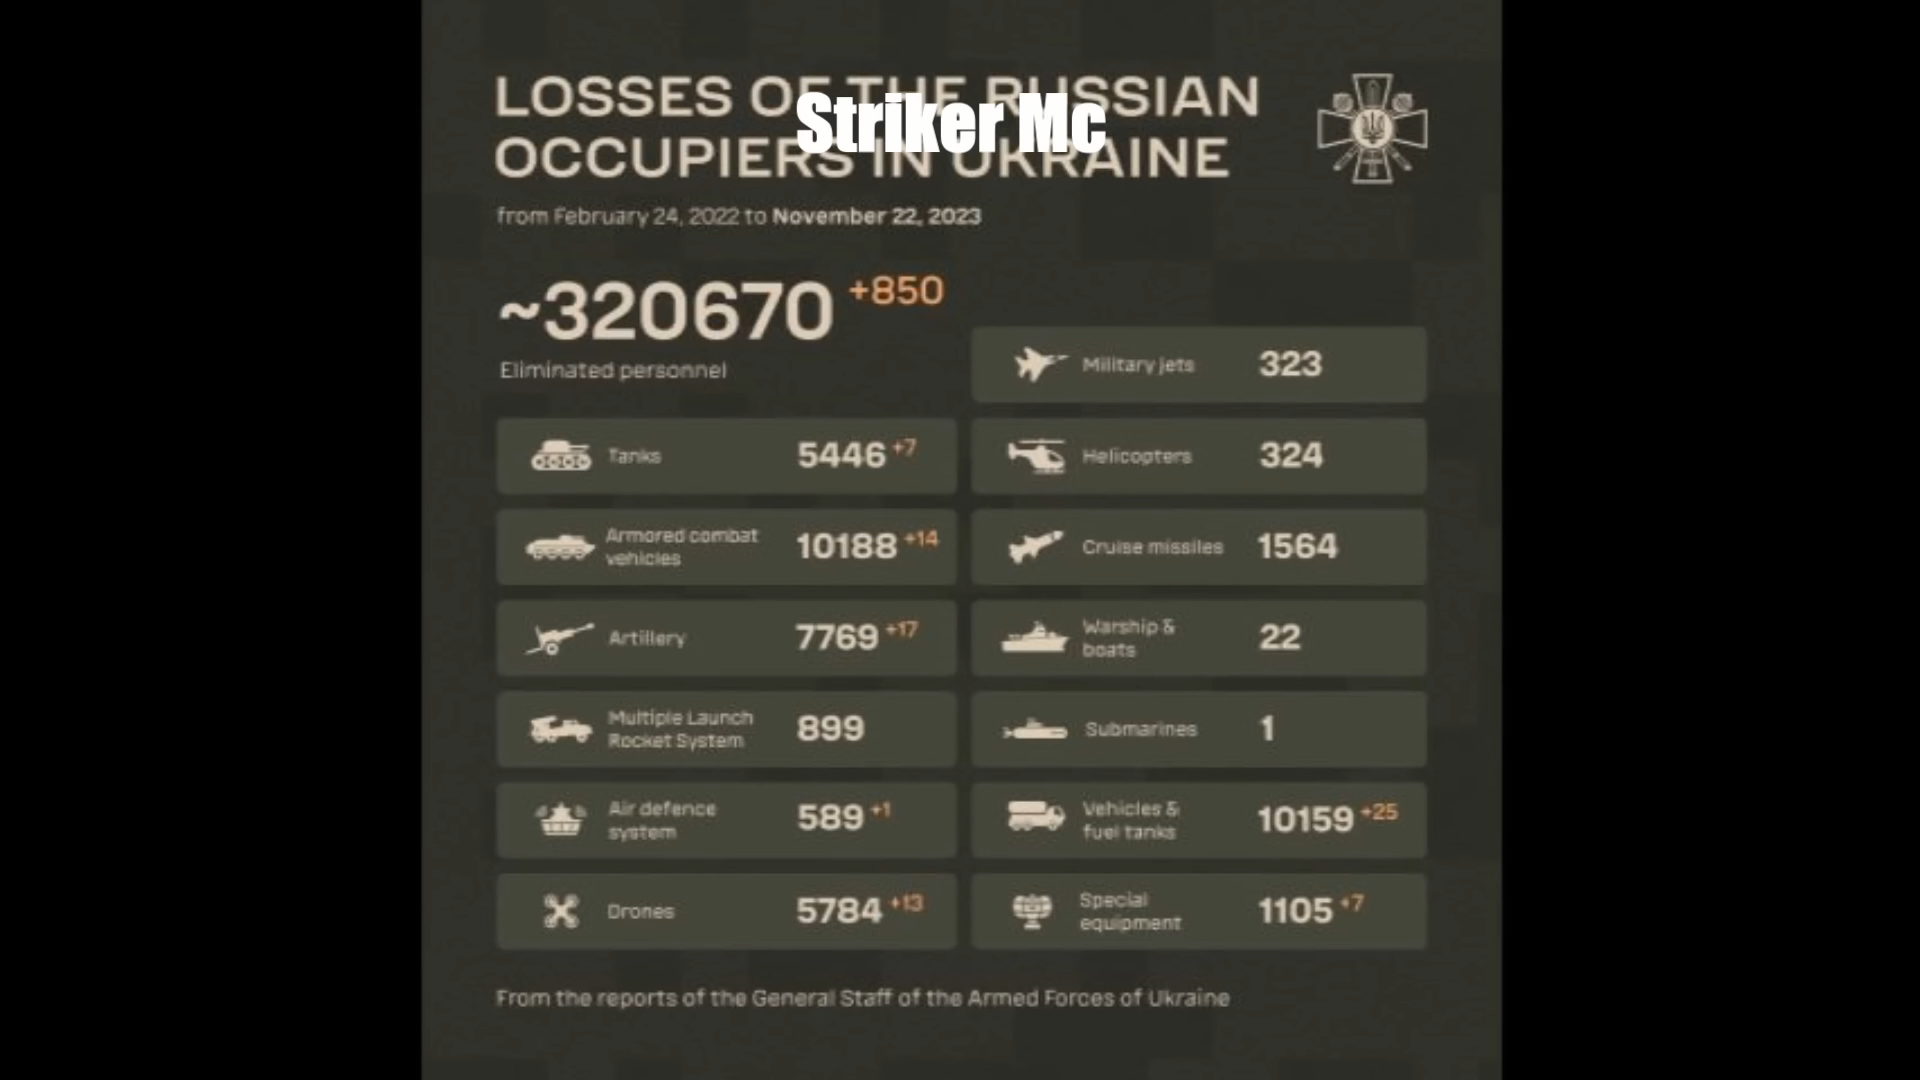 LOSSES OF THE RUSSIAN
OCCUPIERS IN UKRAINE
Striker Mc
from February 24, 2022 to November 22, 2023
~320670 +850
Eliminated personnel
Military jets 323
Tanks 5446 +7
Helicopters 324
Armored combat
vehicles
10188 +14
Cruise missiles 1564
Artillery 7769 +17
Warship &
boats
22
Multiple Launch
Rocket System
899
Submarines 1
Air defence
system
589 +1
Vehicles &
fuel tanks
10159 +25
Drones 5784 +13
Special
equipment
1105 +7
From the reports of the General Staff of the Armed Forces of Ukraine